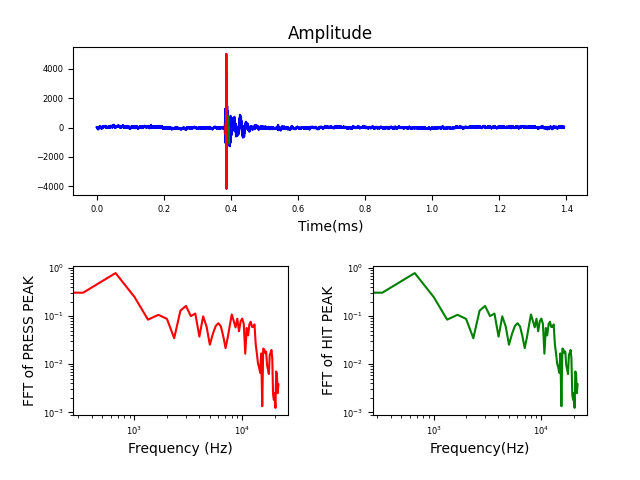 Amplitude
4000
2000
0
−2000
−4000
0.0 0.2 0.4 0.6 0.8 1.0 1.2 1.4
Time(ms)
FFT of PRESS PEAK
10⁰
10⁻¹
10⁻²
10⁻³
10³ 10⁴
Frequency (Hz)
FFT of HIT PEAK
10⁰
10⁻¹
10⁻²
10⁻³
10³ 10⁴
Frequency(Hz)